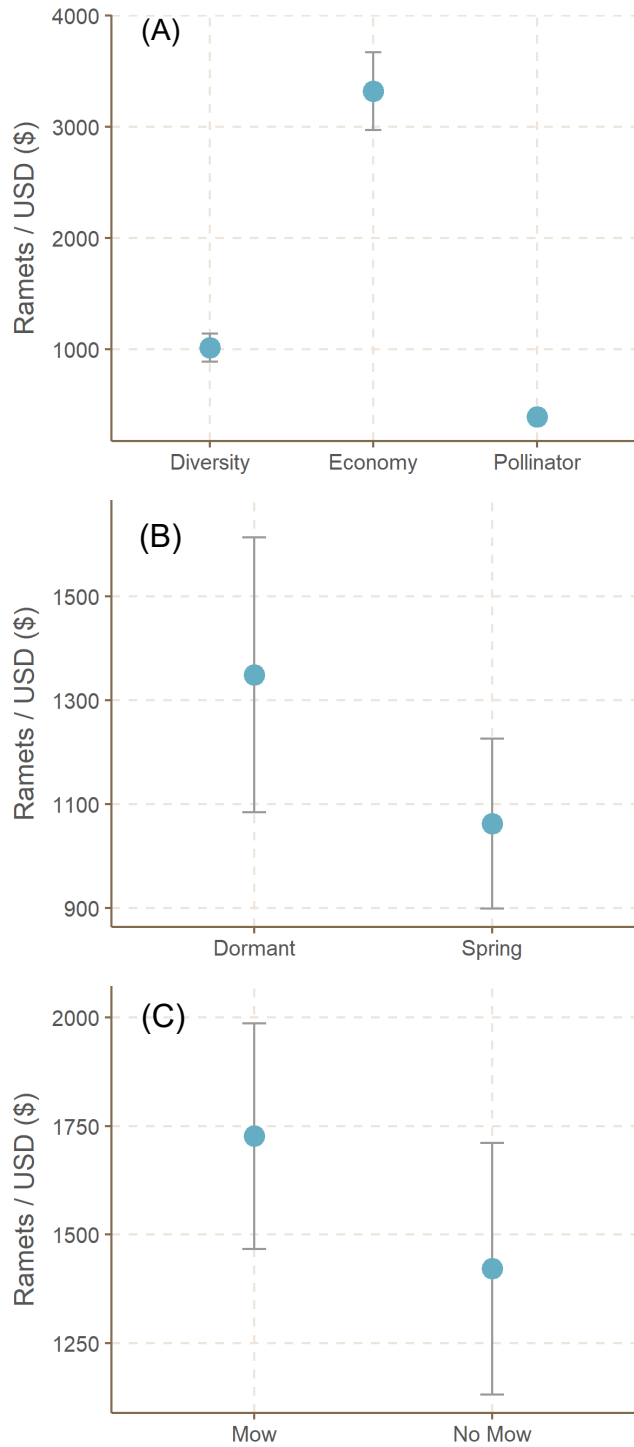 (A)
Ramets / USD ($)
4000
3000
2000
1000
Diversity Economy Pollinator
(B)
Ramets / USD ($)
1500
1300
1100
900
Dormant Spring
(C)
Ramets / USD ($)
2000
1750
1500
1250
Mow No Mow